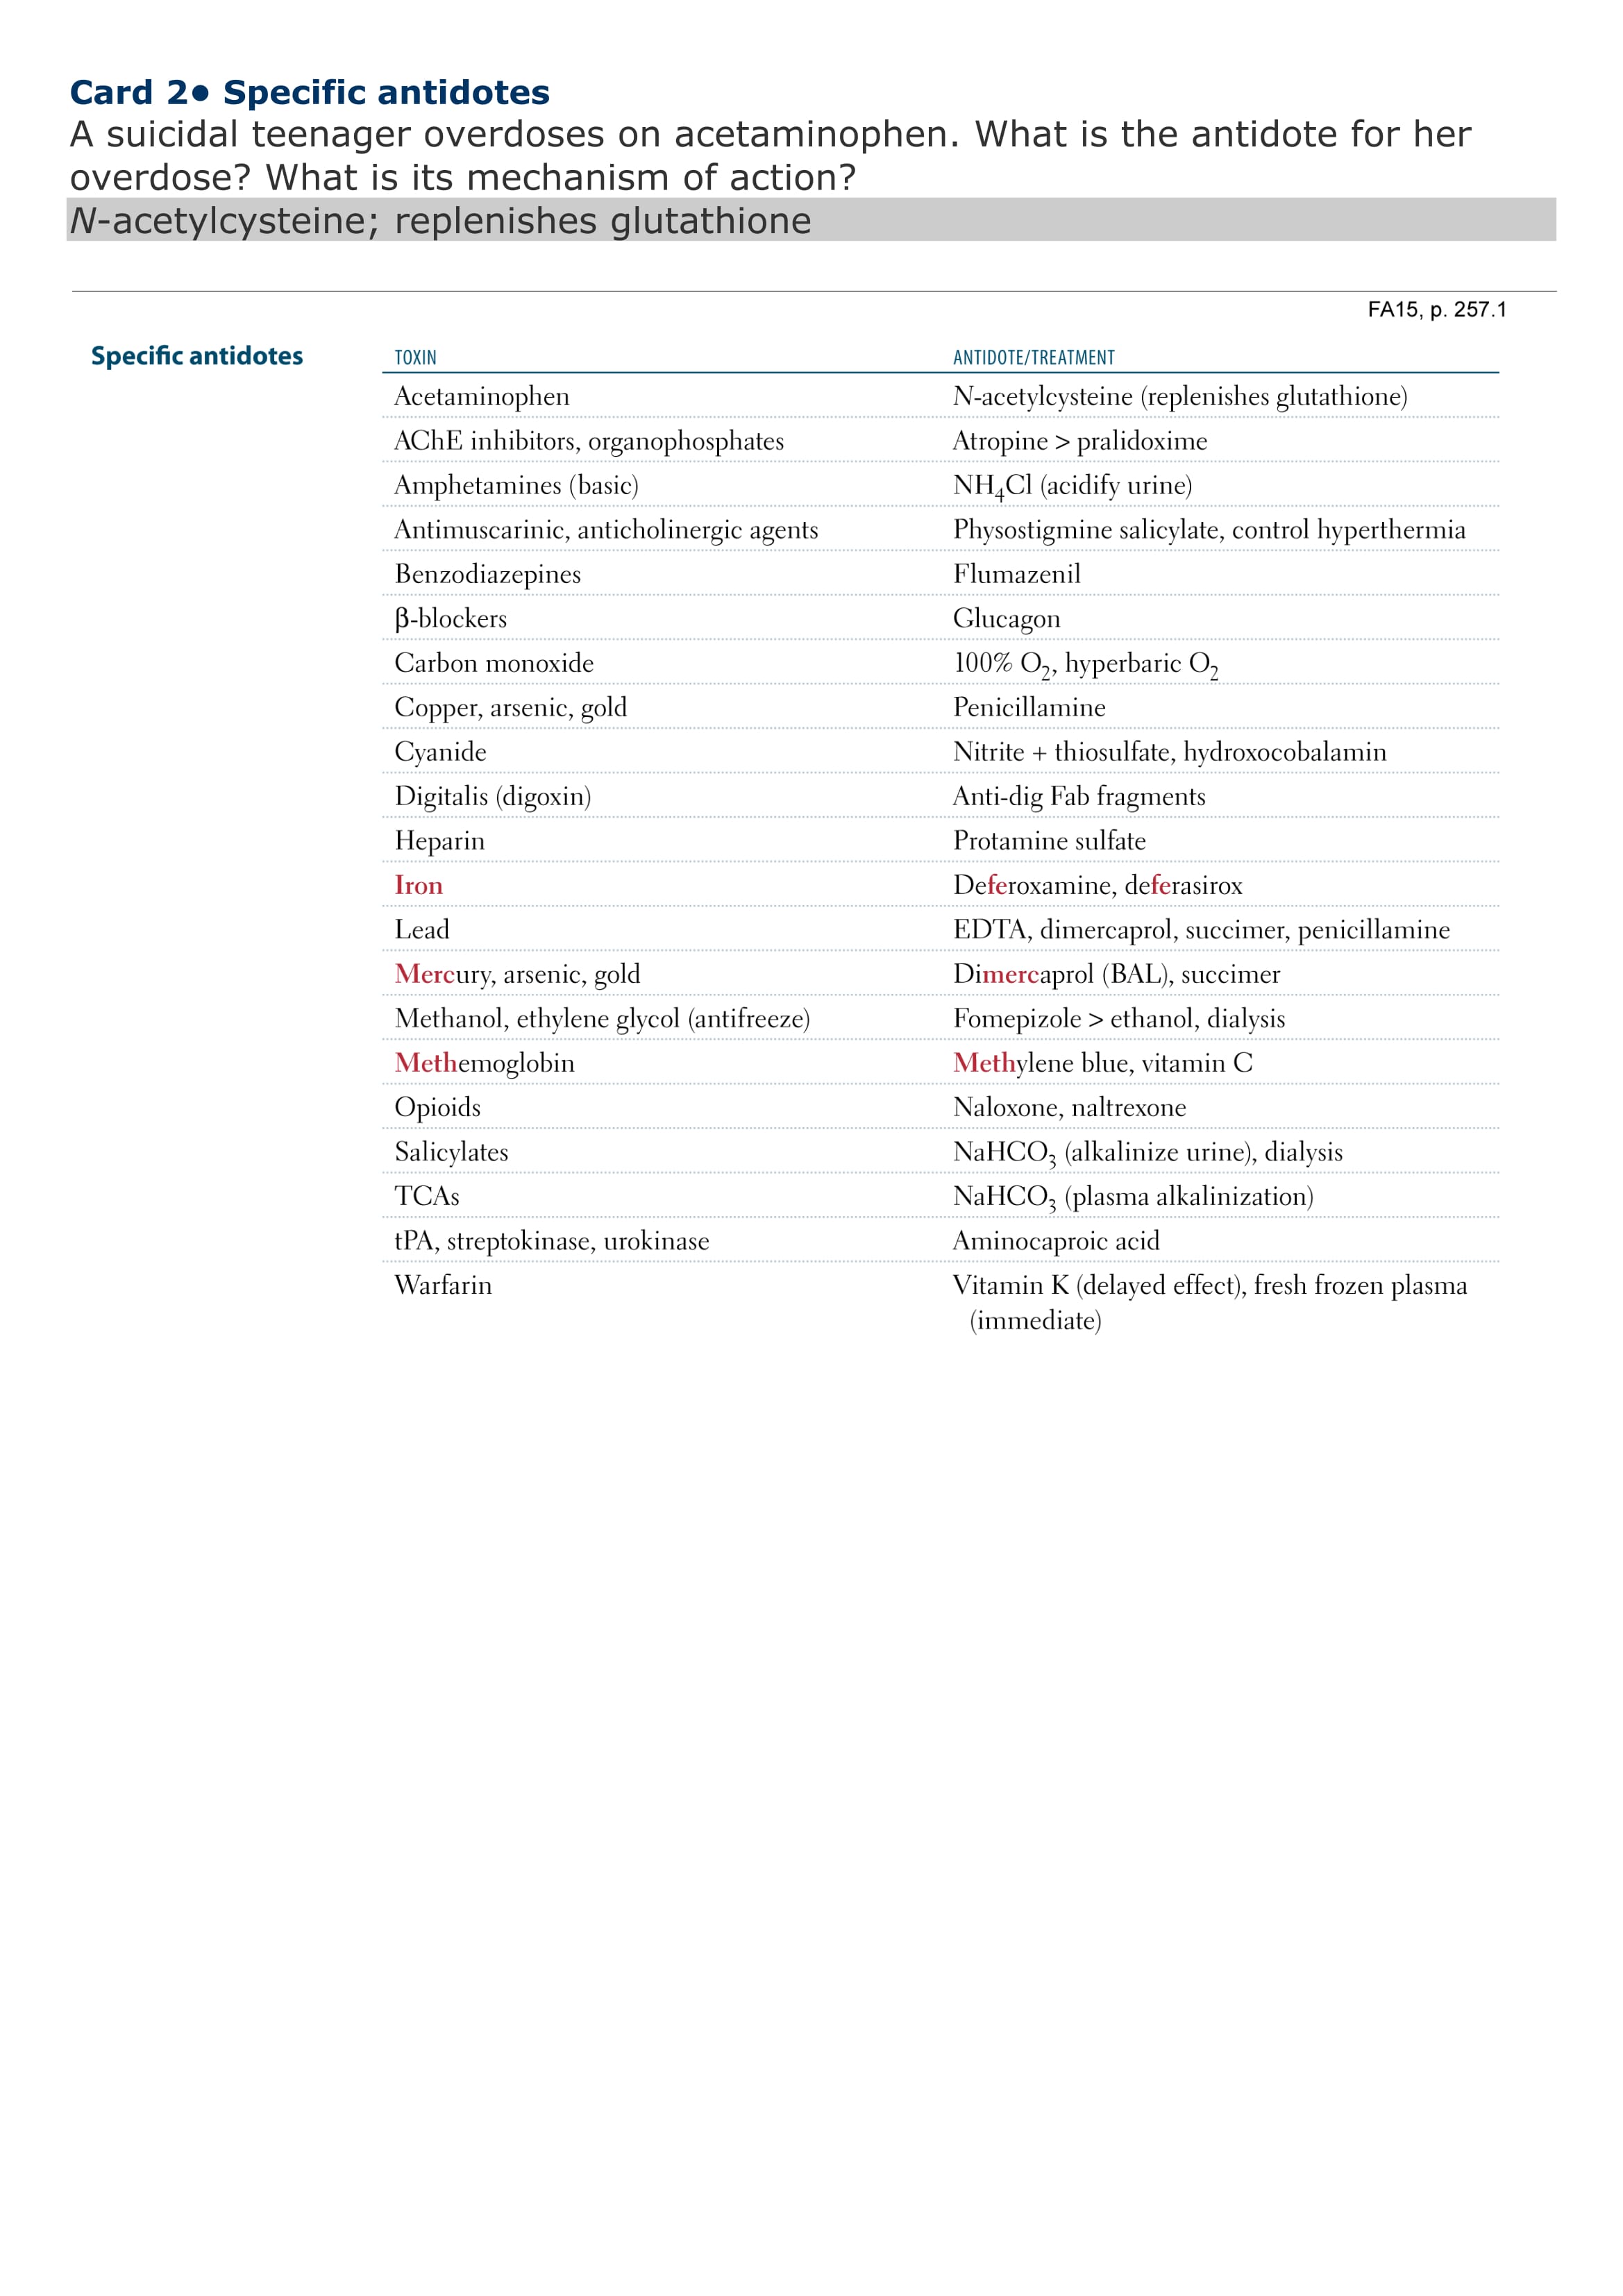 Card 2● Specific antidotes
A suicidal teenager overdoses on acetaminophen. What is the antidote for her
overdose? What is its mechanism of action?
N-acetylcysteine; replenishes glutathione
FA15, p. 257.1
Specific antidotes TOXIN ANTIDOTE/TREATMENT
Acetaminophen N-acetylcysteine (replenishes glutathione)
AChE inhibitors, organophosphates Atropine > pralidoxime
Amphetamines (basic) NH₄Cl (acidify urine)
Antimuscarinic, anticholinergic agents Physostigmine salicylate, control hyperthermia
Benzodiazepines Flumazenil
β-blockers Glucagon
Carbon monoxide 100% O₂, hyperbaric O₂
Copper, arsenic, gold Penicillamine
Cyanide Nitrite + thiosulfate, hydroxocobalamin
Digitalis (digoxin) Anti-dig Fab fragments
Heparin Protamine sulfate
Iron Deferoxamine, deferasirox
Lead EDTA, dimercaprol, succimer, penicillamine
Mercury, arsenic, gold Dimercaprol (BAL), succimer
Methanol, ethylene glycol (antifreeze) Fomepizole > ethanol, dialysis
Methemoglobin Methylene blue, vitamin C
Opioids Naloxone, naltrexone
Salicylates NaHCO₃ (alkalinize urine), dialysis
TCAs NaHCO₃ (plasma alkalinization)
tPA, streptokinase, urokinase Aminocaproic acid
Warfarin Vitamin K (delayed effect), fresh frozen plasma
(immediate)